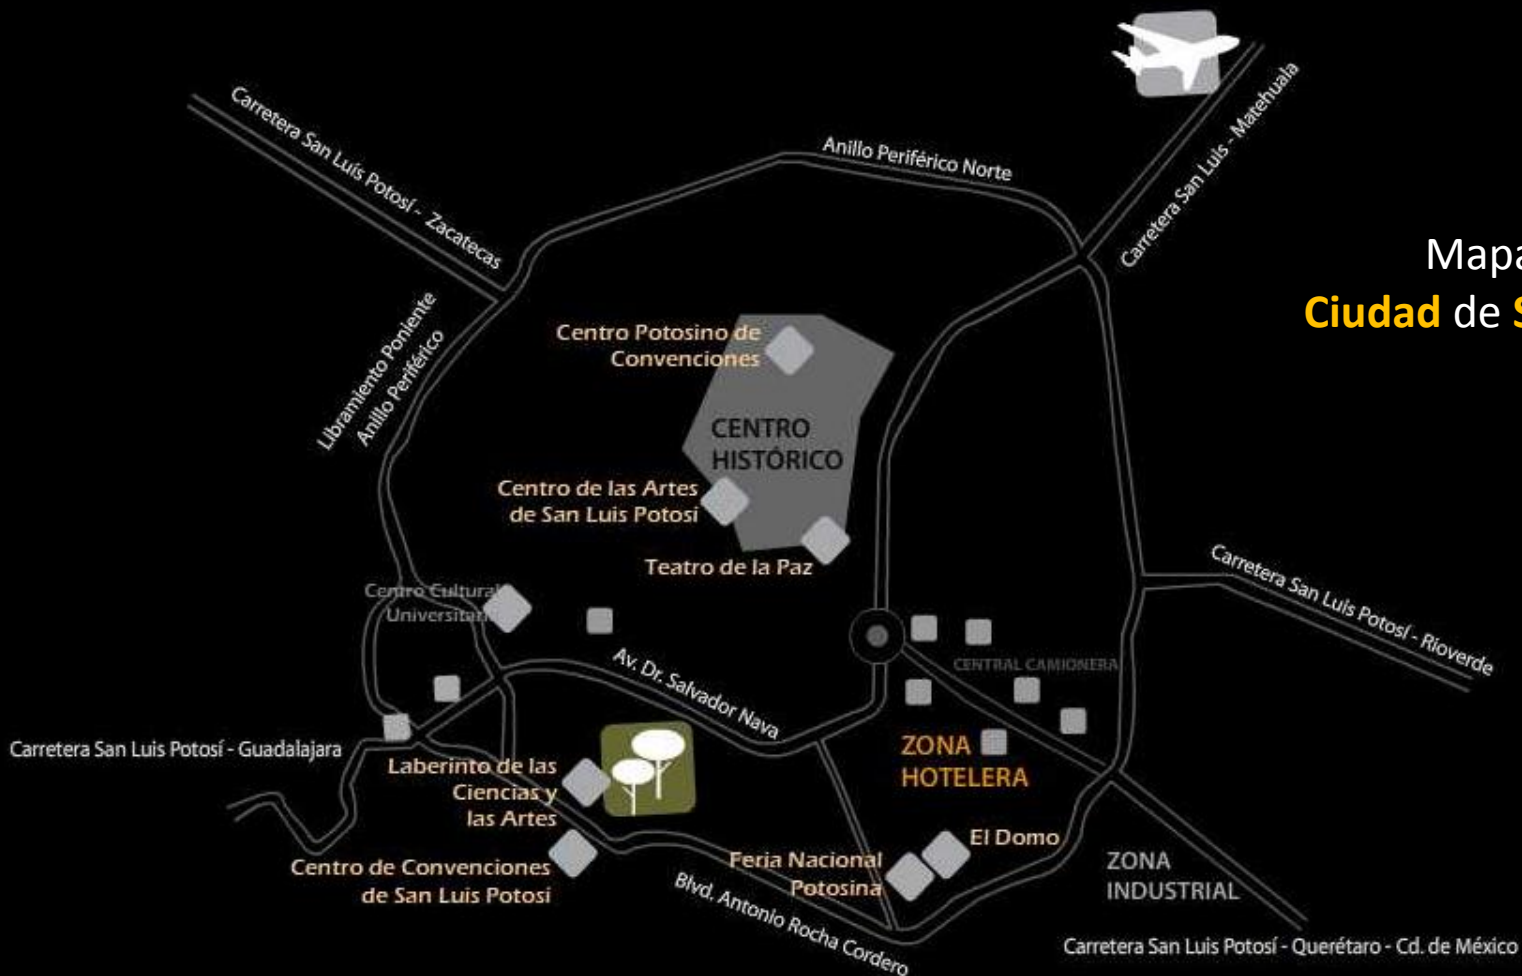 Carretera San Luís Potosí - Zacatecas
Anillo Periférico Norte
Carretera San Luis - Matehuala
Mapa
Ciudad de S
Libramiento Poniente
Anillo Periférico
Centro Potosino de
Convenciones
CENTRO
HISTÓRICO
Centro de las Artes
de San Luis Potosí
Teatro de la Paz
Carretera San Luis Potosí - Rioverde
Centro Cultural
Universitari
Av. Dr. Salvador Nava
CENTRAL CAMIONERA
Carretera San Luis Potosí - Guadalajara
ZONA
HOTELERA
Laberinto de las
Ciencias y
las Artes
El Domo
Feria Nacional
Potosina
Centro de Convenciones
de San Luis Potosí
ZONA
INDUSTRIAL
Blvd. Antonio Rocha Cordero
Carretera San Luis Potosí - Querétaro - Cd. de México